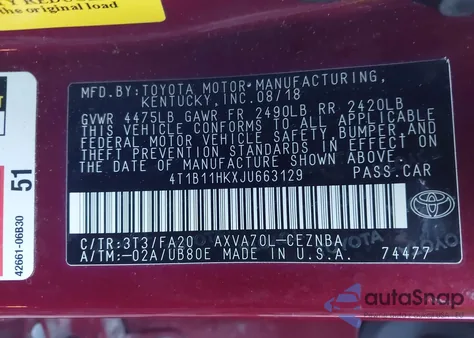 the original load
MFD.BY:TOYOTA MOTOR MANUFACTURING,
KENTUCKY,INC.08/18
GVWR 4475LB GAWR FR 2490LB RR 2420LB
THIS VEHICLE CONFORMS TO ALL APPLICABLE
FEDERAL MOTOR VEHICLE SAFETY, BUMPER, AND
THEFT PREVENTION STANDARDS IN EFFECT ON
THE DATE OF MANUFACTURE SHOWN ABOVE.
4T1B11HKXJU663129 PASS.CAR
C/TR:3T3/FA20 AXVA70L-CEZNBA
A/TM:-02A/UB80E MADE IN U.S.A. 74477
TOYOTA
42661-06B30
51
autoSnap